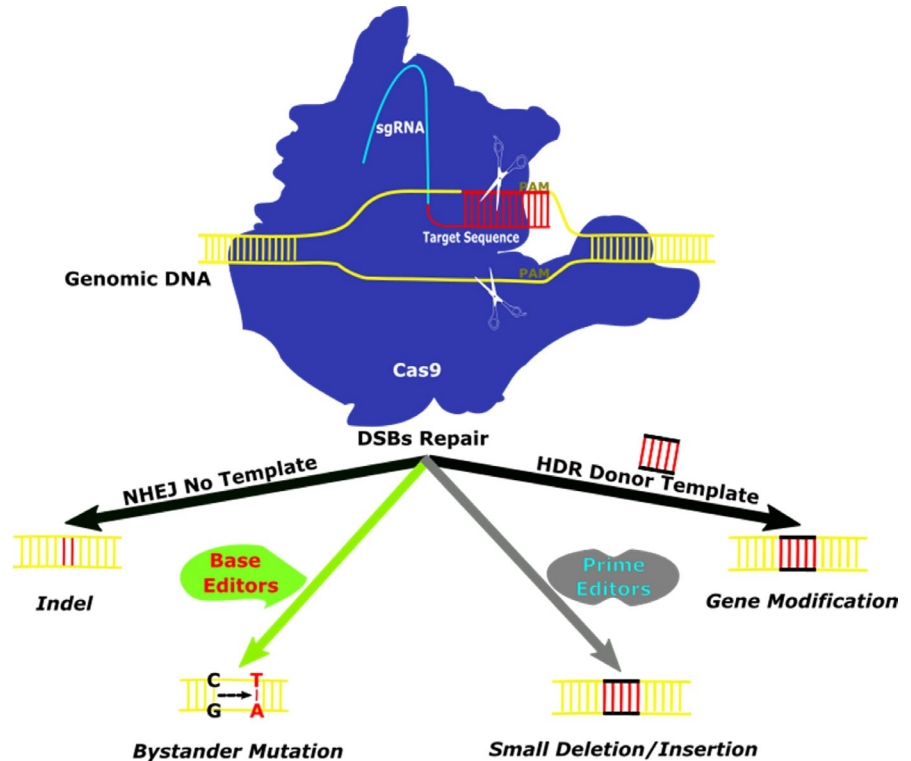 sgRNA
PAM
Target Sequence
Genomic DNA
PAM
Cas9
DSBs Repair
NHEJ No Template
HDR Donor Template
Base
Editors
Prime
Editors
Indel
Gene Modification
C T
G A
Bystander Mutation
Small Deletion/Insertion